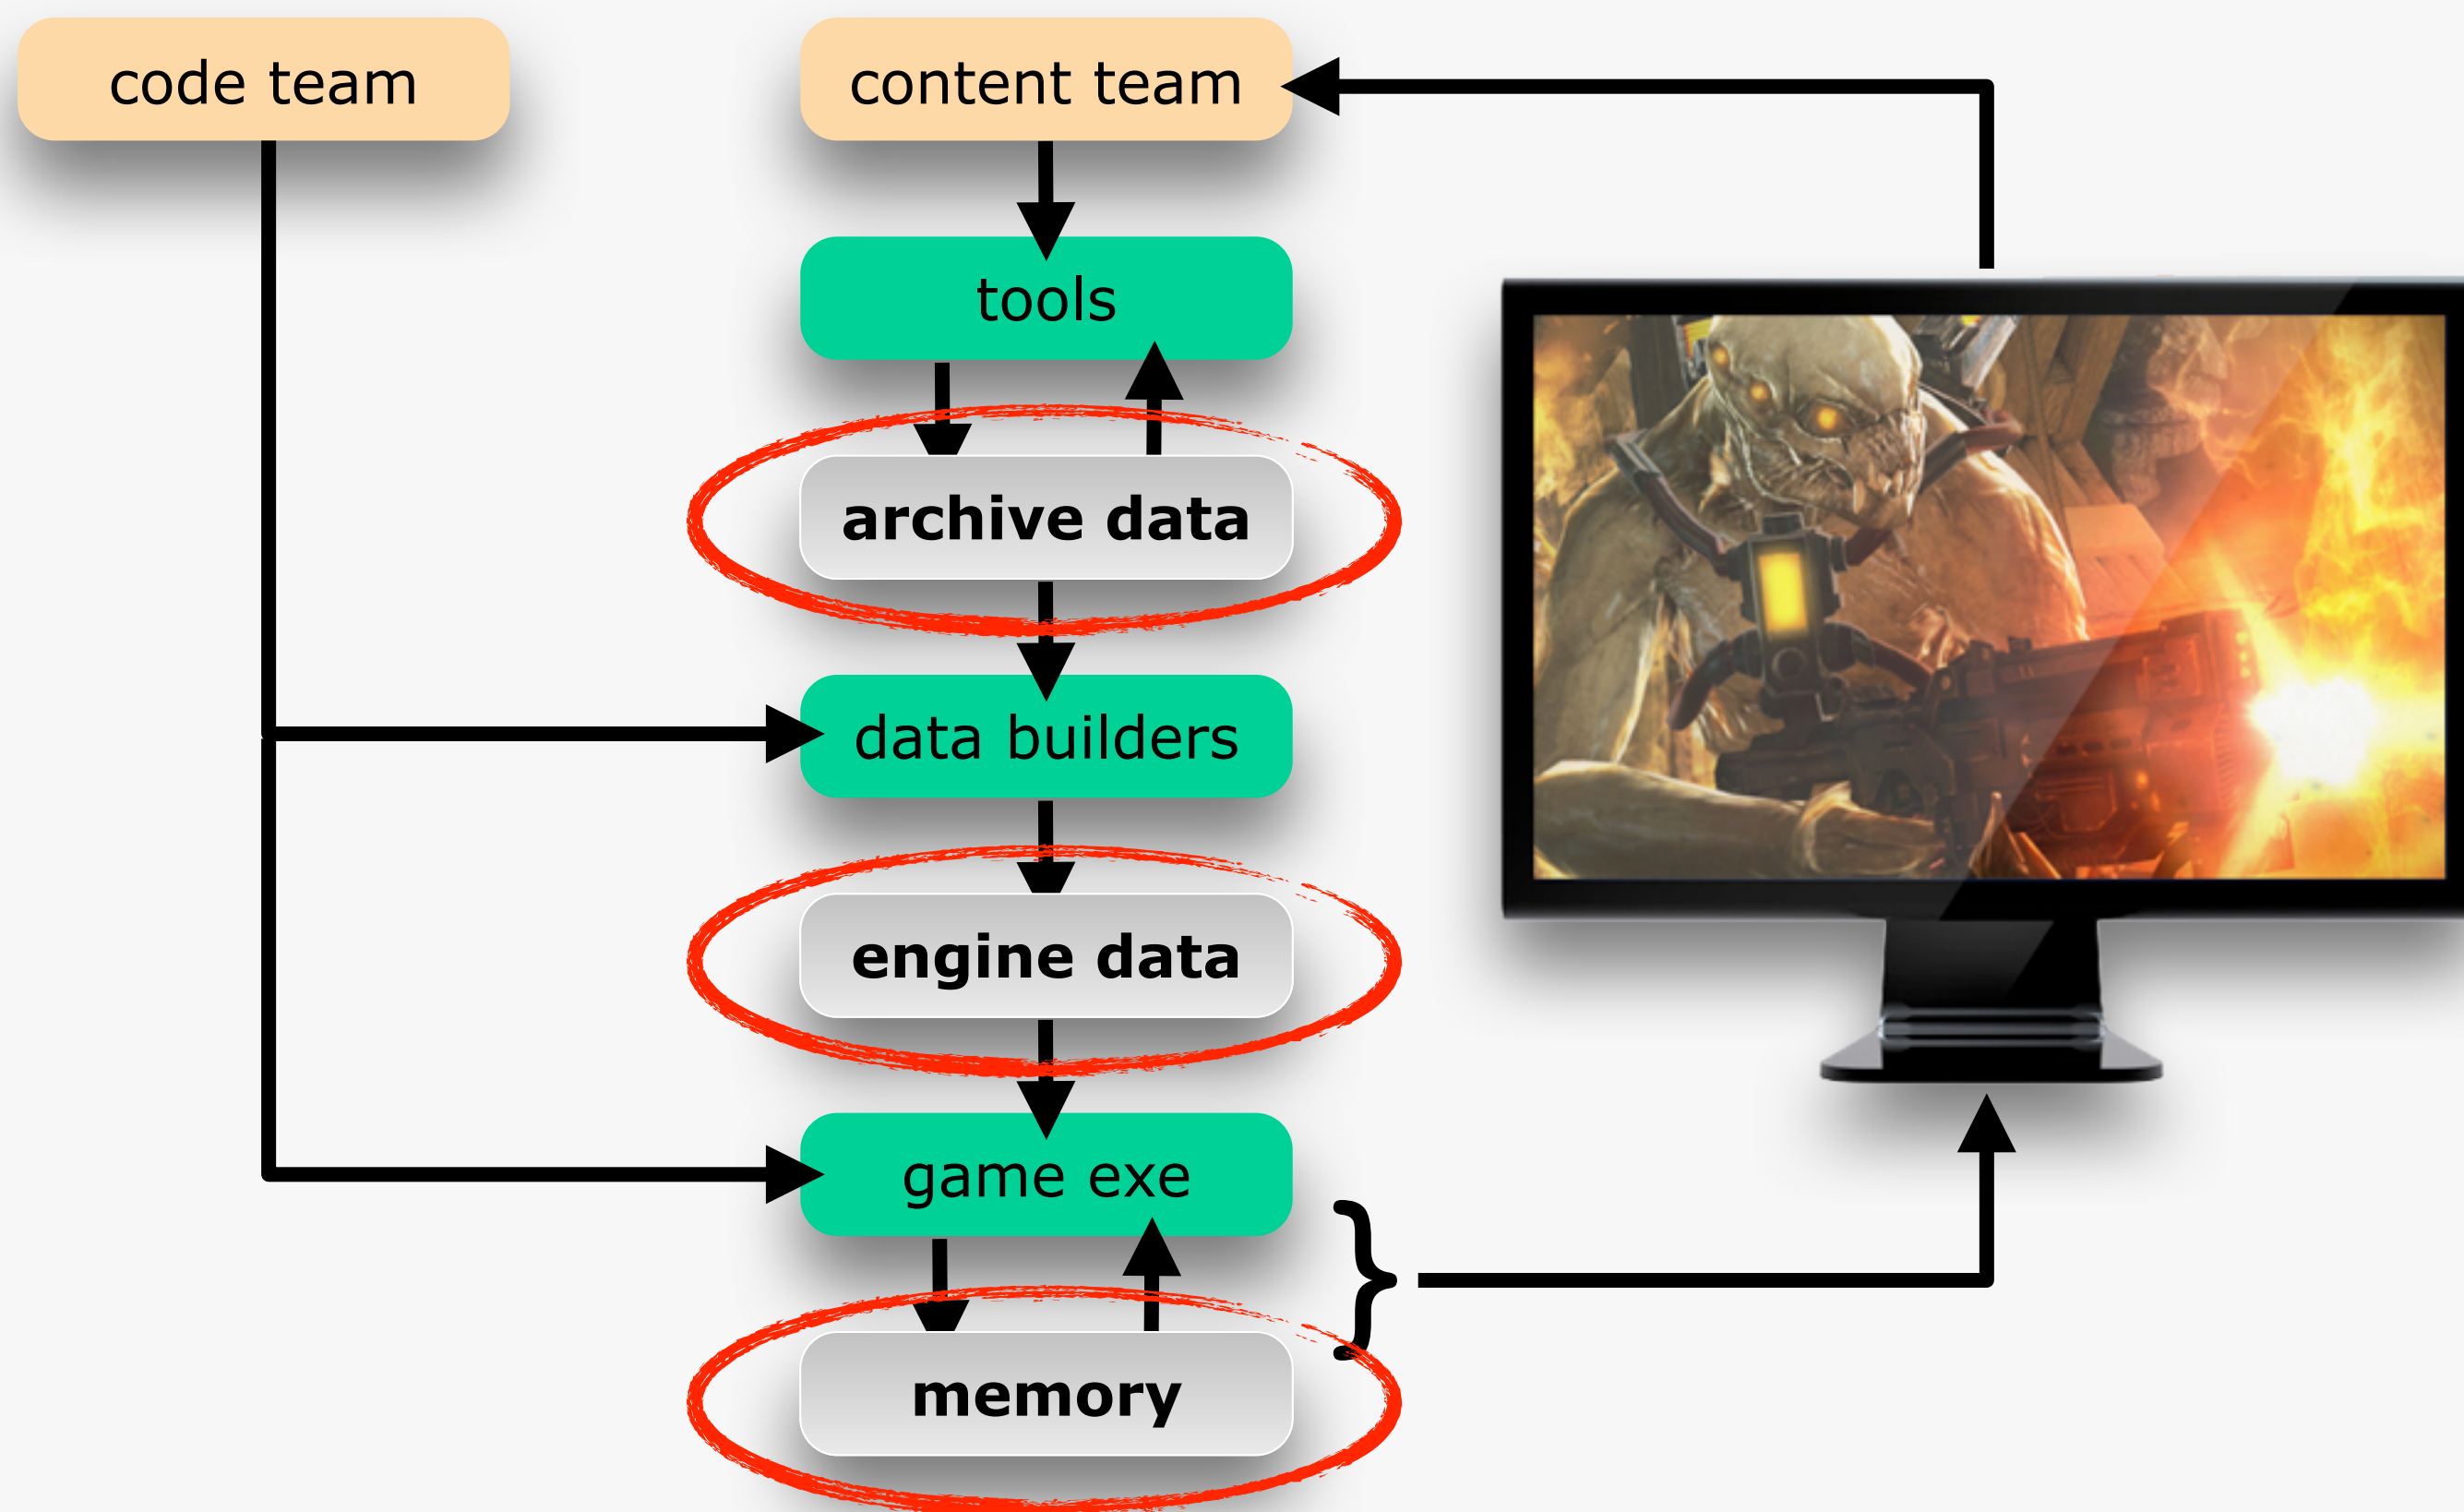 code team
content team
tools
archive data
data builders
engine data
game exe
}
memory